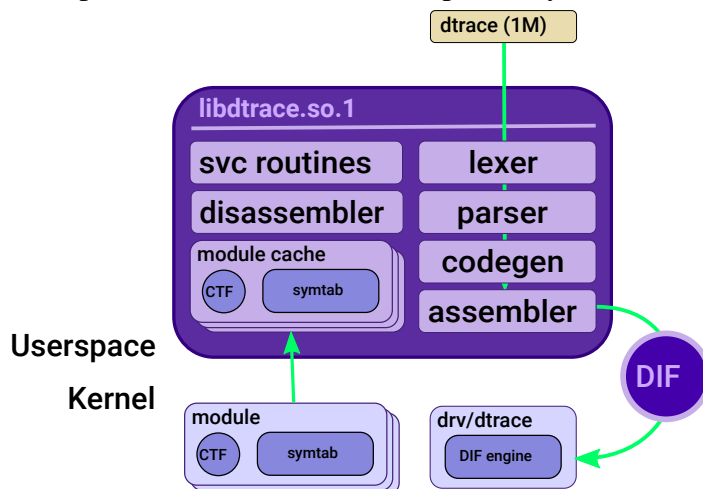 dtrace (1M)
libdtrace.so.1
svc routines
lexer
disassembler
parser
module cache
CTF
symtab
codegen
assembler
Userspace
Kernel
DIF
module
CTF
symtab
drv/dtrace
DIF engine